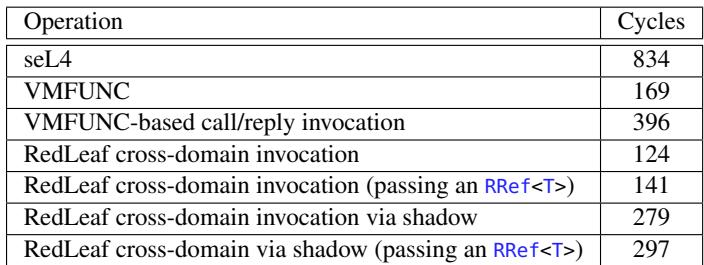 Operation Cycles
seL4 834
VMFUNC 169
VMFUNC-based call/reply invocation 396
RedLeaf cross-domain invocation 124
RedLeaf cross-domain invocation (passing an RRef<T>) 141
RedLeaf cross-domain invocation via shadow 279
RedLeaf cross-domain via shadow (passing an RRef<T>) 297